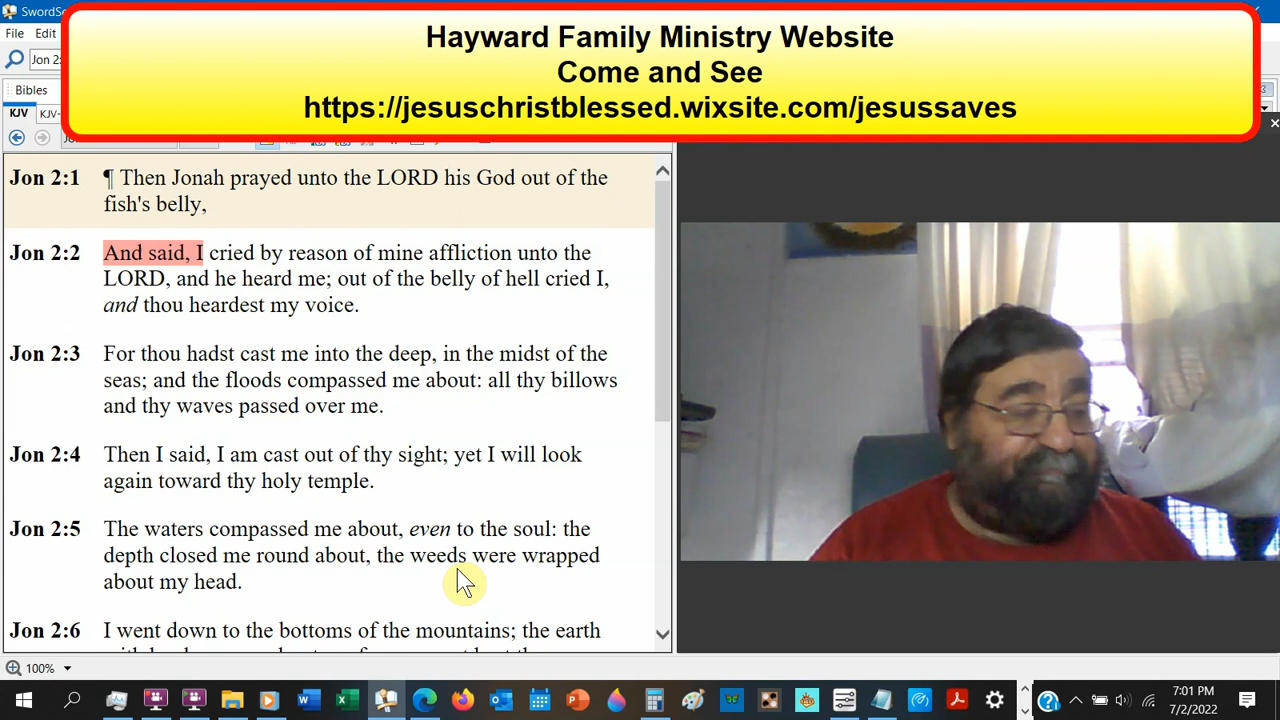 SwordSe
Hayward Family Ministry Website
Come and See
https://jesuschristblessed.wixsite.com/jesussaves
File Edit
Jon 2:
Bibles
KJV KJV-
Jon 2:1 ¶ Then Jonah prayed unto the LORD his God out of the
fish's belly,
Jon 2:2 And said, I cried by reason of mine affliction unto the
LORD, and he heard me; out of the belly of hell cried I,
and thou heardest my voice.
Jon 2:3 For thou hadst cast me into the deep, in the midst of the
seas; and the floods compassed me about: all thy billows
and thy waves passed over me.
Jon 2:4 Then I said, I am cast out of thy sight; yet I will look
again toward thy holy temple.
Jon 2:5 The waters compassed me about, even to the soul: the
depth closed me round about, the weeds were wrapped
about my head.
Jon 2:6 I went down to the bottoms of the mountains; the earth
100%
7:01 PM
7/2/2022